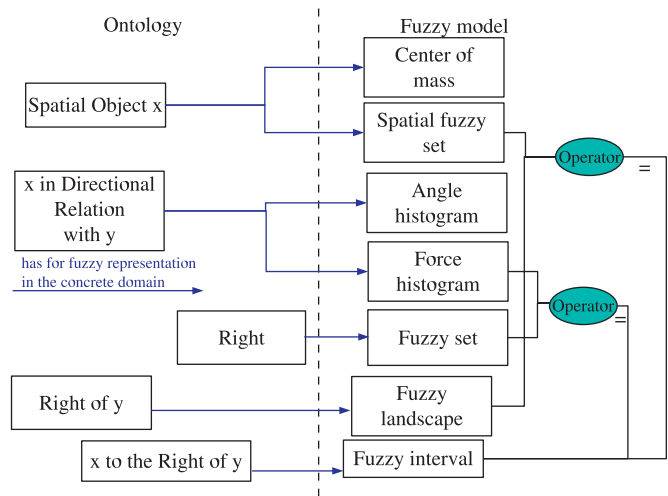 Ontology
Fuzzy model
Center of
mass
Spatial Object x
Spatial fuzzy
set
Operator
=
x in Directional
Relation
with y
Angle
histogram
has for fuzzy representation
in the concrete domain
Force
histogram
Operator
=
Right
Fuzzy set
Right of y
Fuzzy
landscape
x to the Right of y
Fuzzy interval